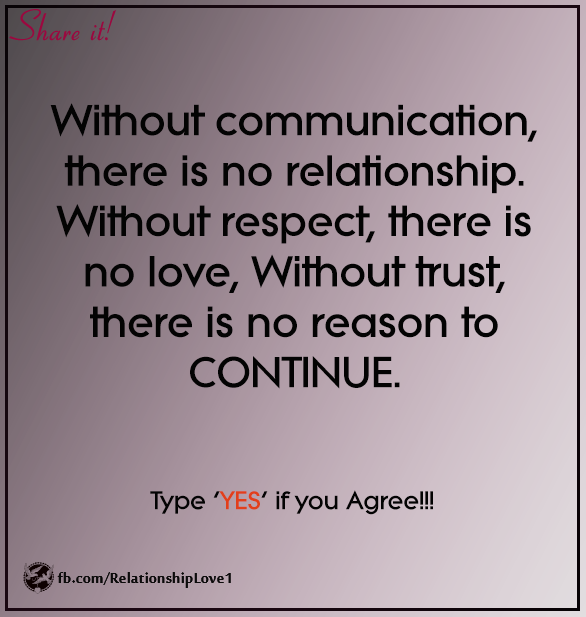 Share it!
Without communication,
there is no relationship.
Without respect, there is
no love, Without trust,
there is no reason to
CONTINUE.
Type ‘YES’ if you Agree!!!
fb.com/RelationshipLove1